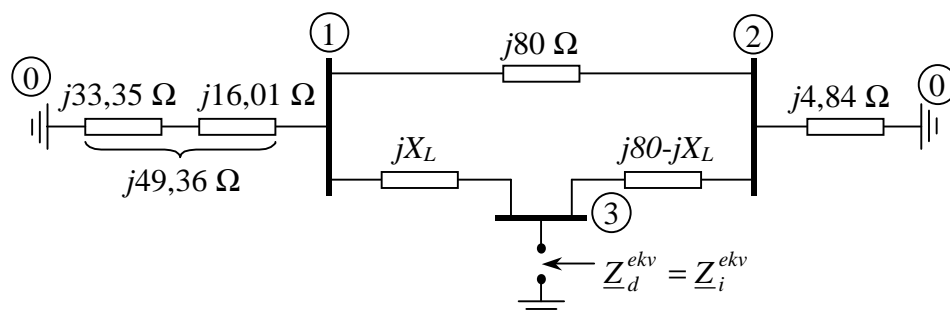 1
j80 Ω
2
0
j33,35 Ω
j16,01 Ω
j4,84 Ω
0
jX_L
j80-jX_L
j49,36 Ω
3
Z_d^{ekv} = Z_i^{ekv}